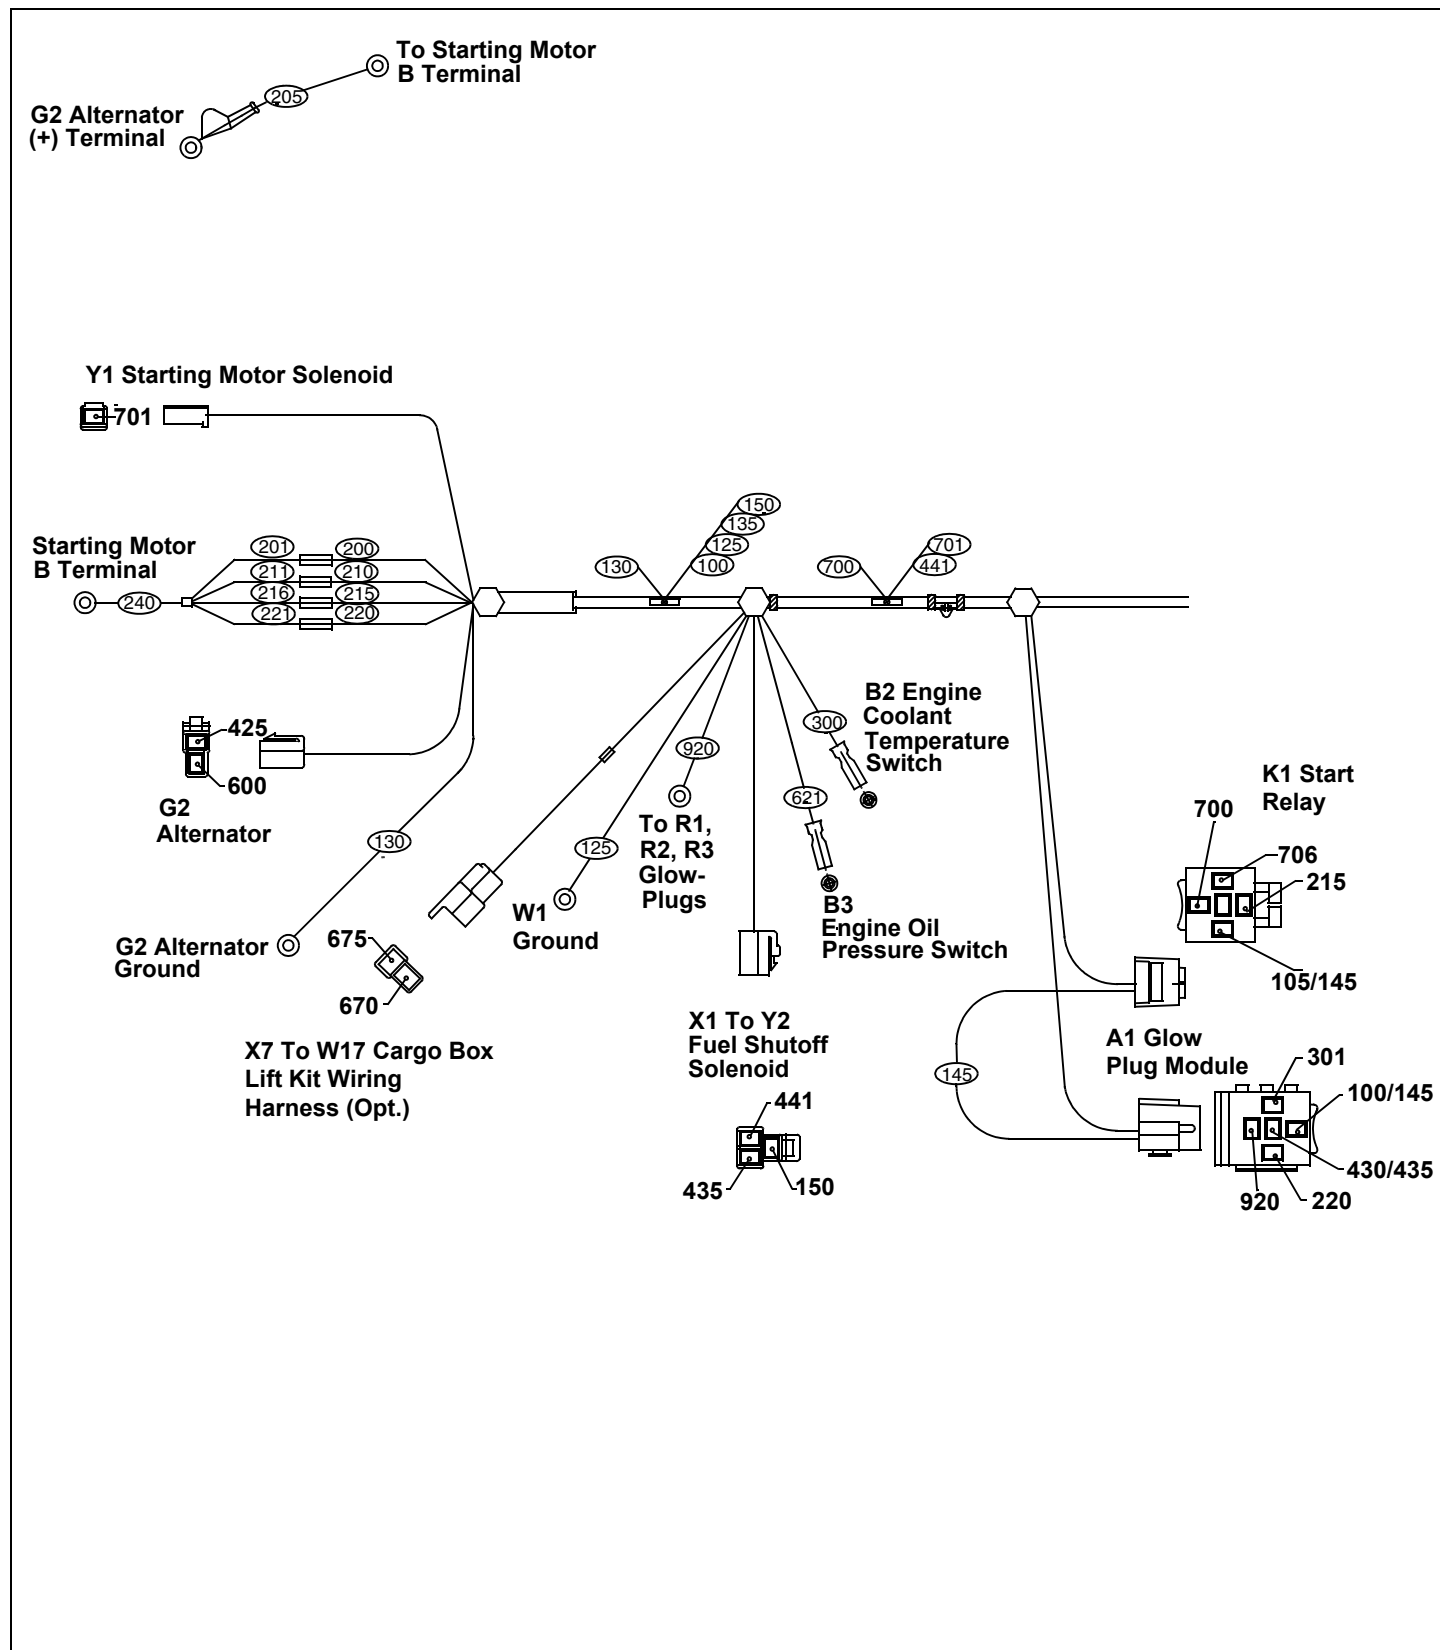 To Starting Motor
B Terminal
205
G2 Alternator
(+) Terminal
Y1 Starting Motor Solenoid
701
150
135
125
100
130
701
441
700
Starting Motor
B Terminal
201
200
211
210
216
215
221
220
240
425
600
G2
Alternator
130
G2 Alternator
Ground
675
670
X7 To W17 Cargo Box
Lift Kit Wiring
Harness (Opt.)
125
W1
Ground
920
To R1,
R2, R3
Glow-
Plugs
300
B2 Engine
Coolant
Temperature
Switch
621
B3
Engine Oil
Pressure Switch
X1 To Y2
Fuel Shutoff
Solenoid
441
435
150
K1 Start
Relay
700
706
215
105/145
145
A1 Glow
Plug Module
301
100/145
430/435
920
220